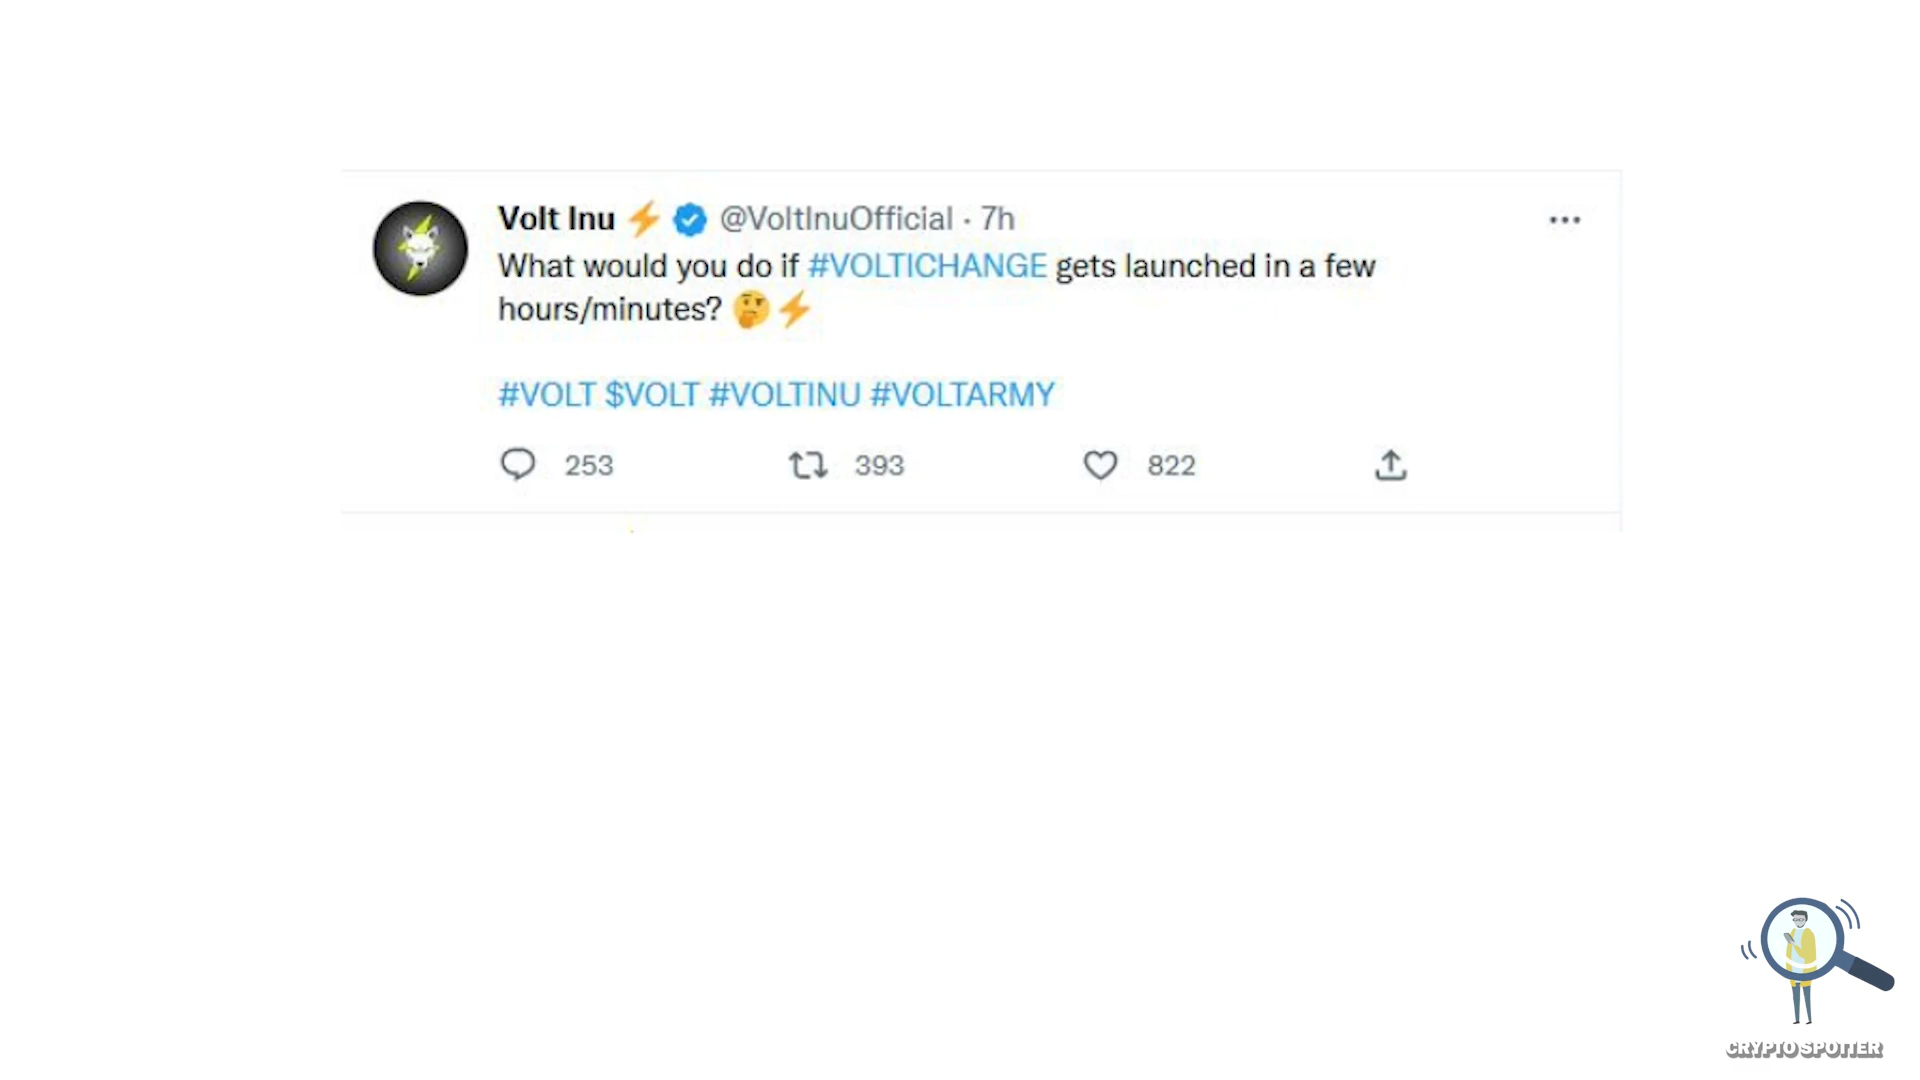 Volt Inu ⚡ @VoltInuOfficial · 7h
What would you do if #VOLTICHANGE gets launched in a few
hours/minutes? 🤔⚡
#VOLT $VOLT #VOLTINU #VOLTARMY
253 393 822
CRYPTO SPOTTER